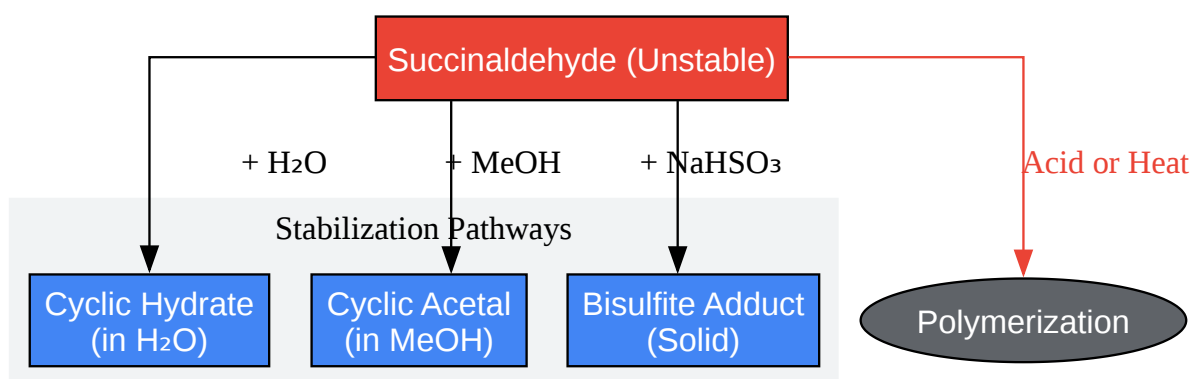 Succinaldehyde (Unstable)
+ H₂O
+ MeOH
+ NaHSO₃
Acid or Heat
Stabilization Pathways
Cyclic Hydrate
(in H₂O)
Cyclic Acetal
(in MeOH)
Bisulfite Adduct
(Solid)
Polymerization